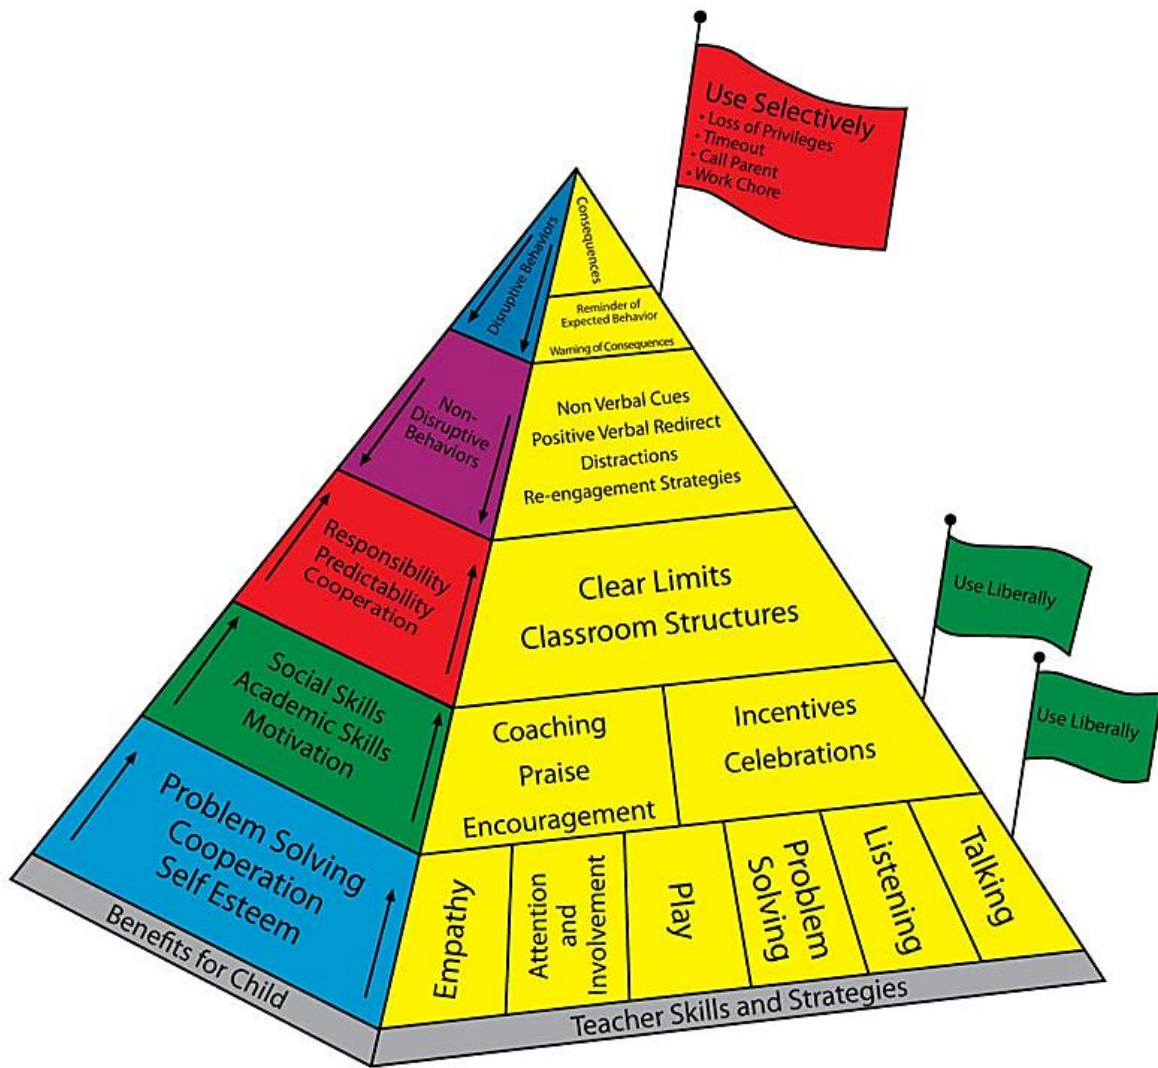 Use Selectively
• Loss of Privileges
• Timeout
• Call Parent
• Work Chore
Disruptive Behaviors
Consequences
Reminder of
Expected Behavior
Warning of Consequences
Non-
Disruptive
Behaviors
Non Verbal Cues
Positive Verbal Redirect
Distractions
Re-engagement Strategies
Responsibility
Predictability
Cooperation
Clear Limits
Classroom Structures
Use Liberally
Social Skills
Academic Skills
Motivation
Coaching
Praise
Encouragement
Incentives
Celebrations
Use Liberally
Problem Solving
Cooperation
Self Esteem
Empathy
Attention
and
Involvement
Play
Problem
Solving
Listening
Talking
Benefits for Child
Teacher Skills and Strategies